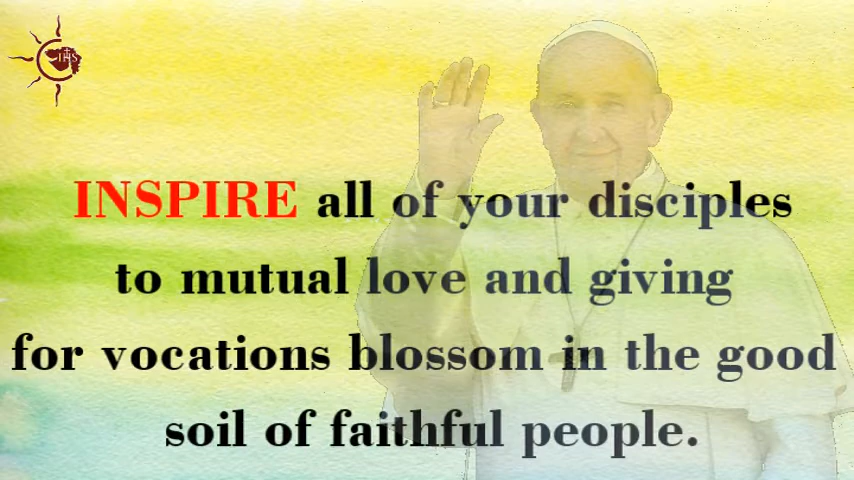 IHS
INSPIRE all of your disciples
to mutual love and giving
for vocations blossom in the good
soil of faithful people.